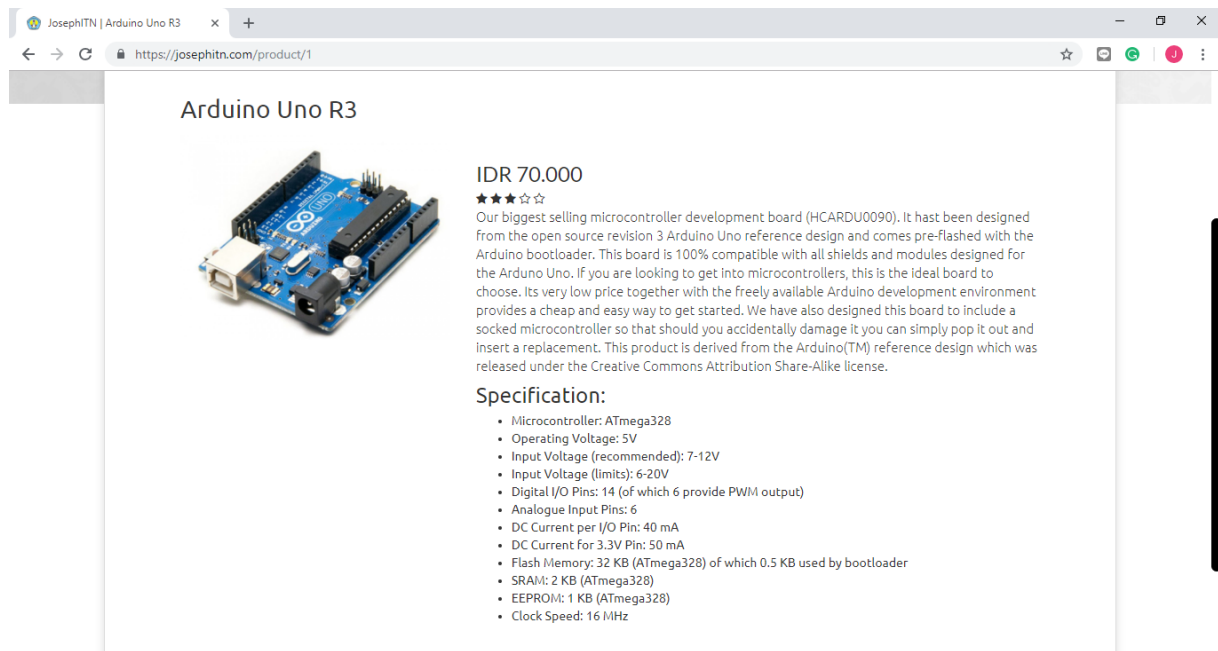 JosephITN | Arduino Uno R3
https://josephitn.com/product/1
J
Arduino Uno R3
UNO
ARDUINO
IDR 70.000
Our biggest selling microcontroller development board (HCARDU0090). It hast been designed
from the open source revision 3 Arduino Uno reference design and comes pre-flashed with the
Arduino bootloader. This board is 100% compatible with all shields and modules designed for
the Arduno Uno. If you are looking to get into microcontrollers, this is the ideal board to
choose. Its very low price together with the freely available Arduino development environment
provides a cheap and easy way to get started. We have also designed this board to include a
socked microcontroller so that should you accidentally damage it you can simply pop it out and
insert a replacement. This product is derived from the Arduino(TM) reference design which was
released under the Creative Commons Attribution Share-Alike license.
Specification:
• Microcontroller: ATmega328
• Operating Voltage: 5V
• Input Voltage (recommended): 7-12V
• Input Voltage (limits): 6-20V
• Digital I/O Pins: 14 (of which 6 provide PWM output)
• Analogue Input Pins: 6
• DC Current per I/O Pin: 40 mA
• DC Current for 3.3V Pin: 50 mA
• Flash Memory: 32 KB (ATmega328) of which 0.5 KB used by bootloader
• SRAM: 2 KB (ATmega328)
• EEPROM: 1 KB (ATmega328)
• Clock Speed: 16 MHz